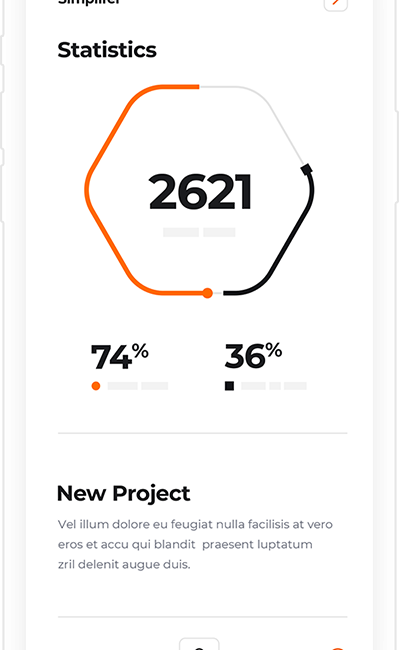 Simplifer
Statistics
2621
74%
36%
New Project
Vel illum dolore eu feugiat nulla facilisis at vero
eros et accu qui blandit  praesent luptatum
zril delenit augue duis.